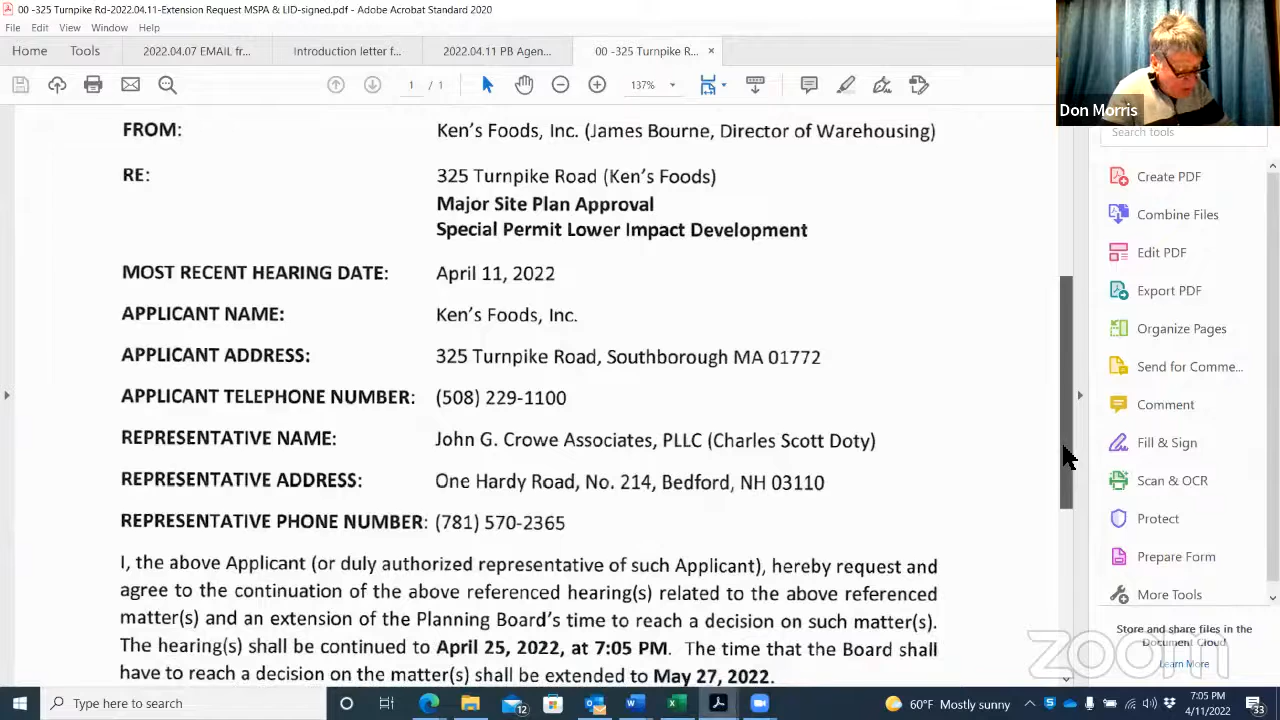 00 -325 Turnpike Rd-2022.04.11-Extension Request MSPA & LID-signed.pdf - Adobe Acrobat Standard 2020
File Edit View Window Help
Home Tools 2022.04.07 EMAIL fr... Introduction letter f... 2022.04.11 PB Agen... 00 -325 Turnpike R... ×
1 / 1 137%
Don Morris
Search tools
FROM: Ken's Foods, Inc. (James Bourne, Director of Warehousing)
RE: 325 Turnpike Road (Ken's Foods)
Major Site Plan Approval
Special Permit Lower Impact Development
MOST RECENT HEARING DATE: April 11, 2022
APPLICANT NAME: Ken's Foods, Inc.
APPLICANT ADDRESS: 325 Turnpike Road, Southborough MA 01772
APPLICANT TELEPHONE NUMBER: (508) 229-1100
REPRESENTATIVE NAME: John G. Crowe Associates, PLLC (Charles Scott Doty)
REPRESENTATIVE ADDRESS: One Hardy Road, No. 214, Bedford, NH 03110
REPRESENTATIVE PHONE NUMBER: (781) 570-2365
I, the above Applicant (or duly authorized representative of such Applicant), hereby request and
agree to the continuation of the above referenced hearing(s) related to the above referenced
matter(s) and an extension of the Planning Board's time to reach a decision on such matter(s).
The hearing(s) shall be continued to April 25, 2022, at 7:05 PM. The time that the Board shall
have to reach a decision on the matter(s) shall be extended to May 27, 2022.
Create PDF
Combine Files
Edit PDF
Export PDF
Organize Pages
Send for Comme...
Comment
Fill & Sign
Scan & OCR
Protect
Prepare Form
More Tools
Store and share files in the
Document Cloud
Learn More
zoom
Type here to search
60°F Mostly sunny
7:05 PM
4/11/2022
33